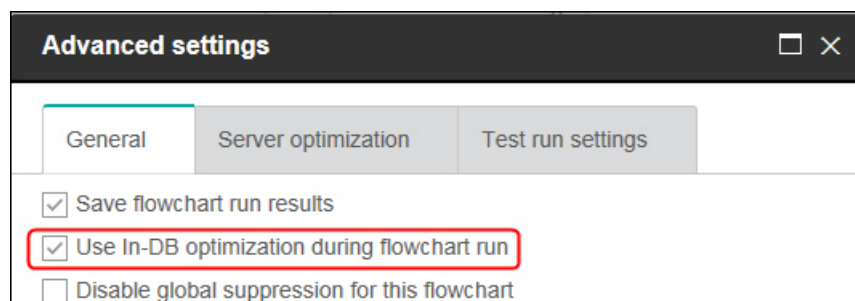 Advanced settings
General Server optimization Test run settings
Save flowchart run results
Use In-DB optimization during flowchart run
Disable global suppression for this flowchart